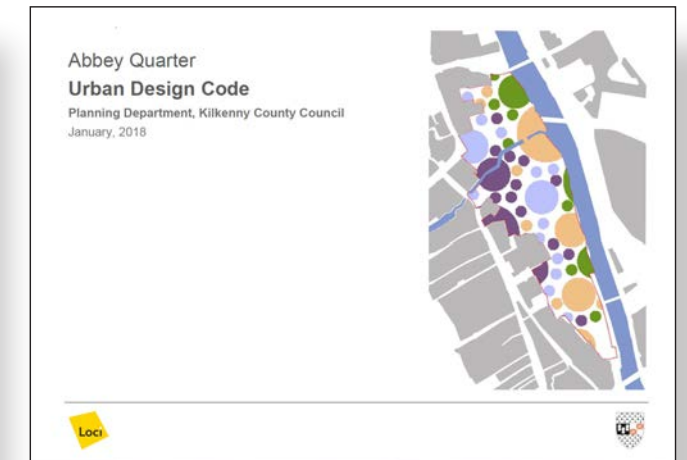 Abbey Quarter
Urban Design Code
Planning Department, Kilkenny County Council
January, 2018
Loci